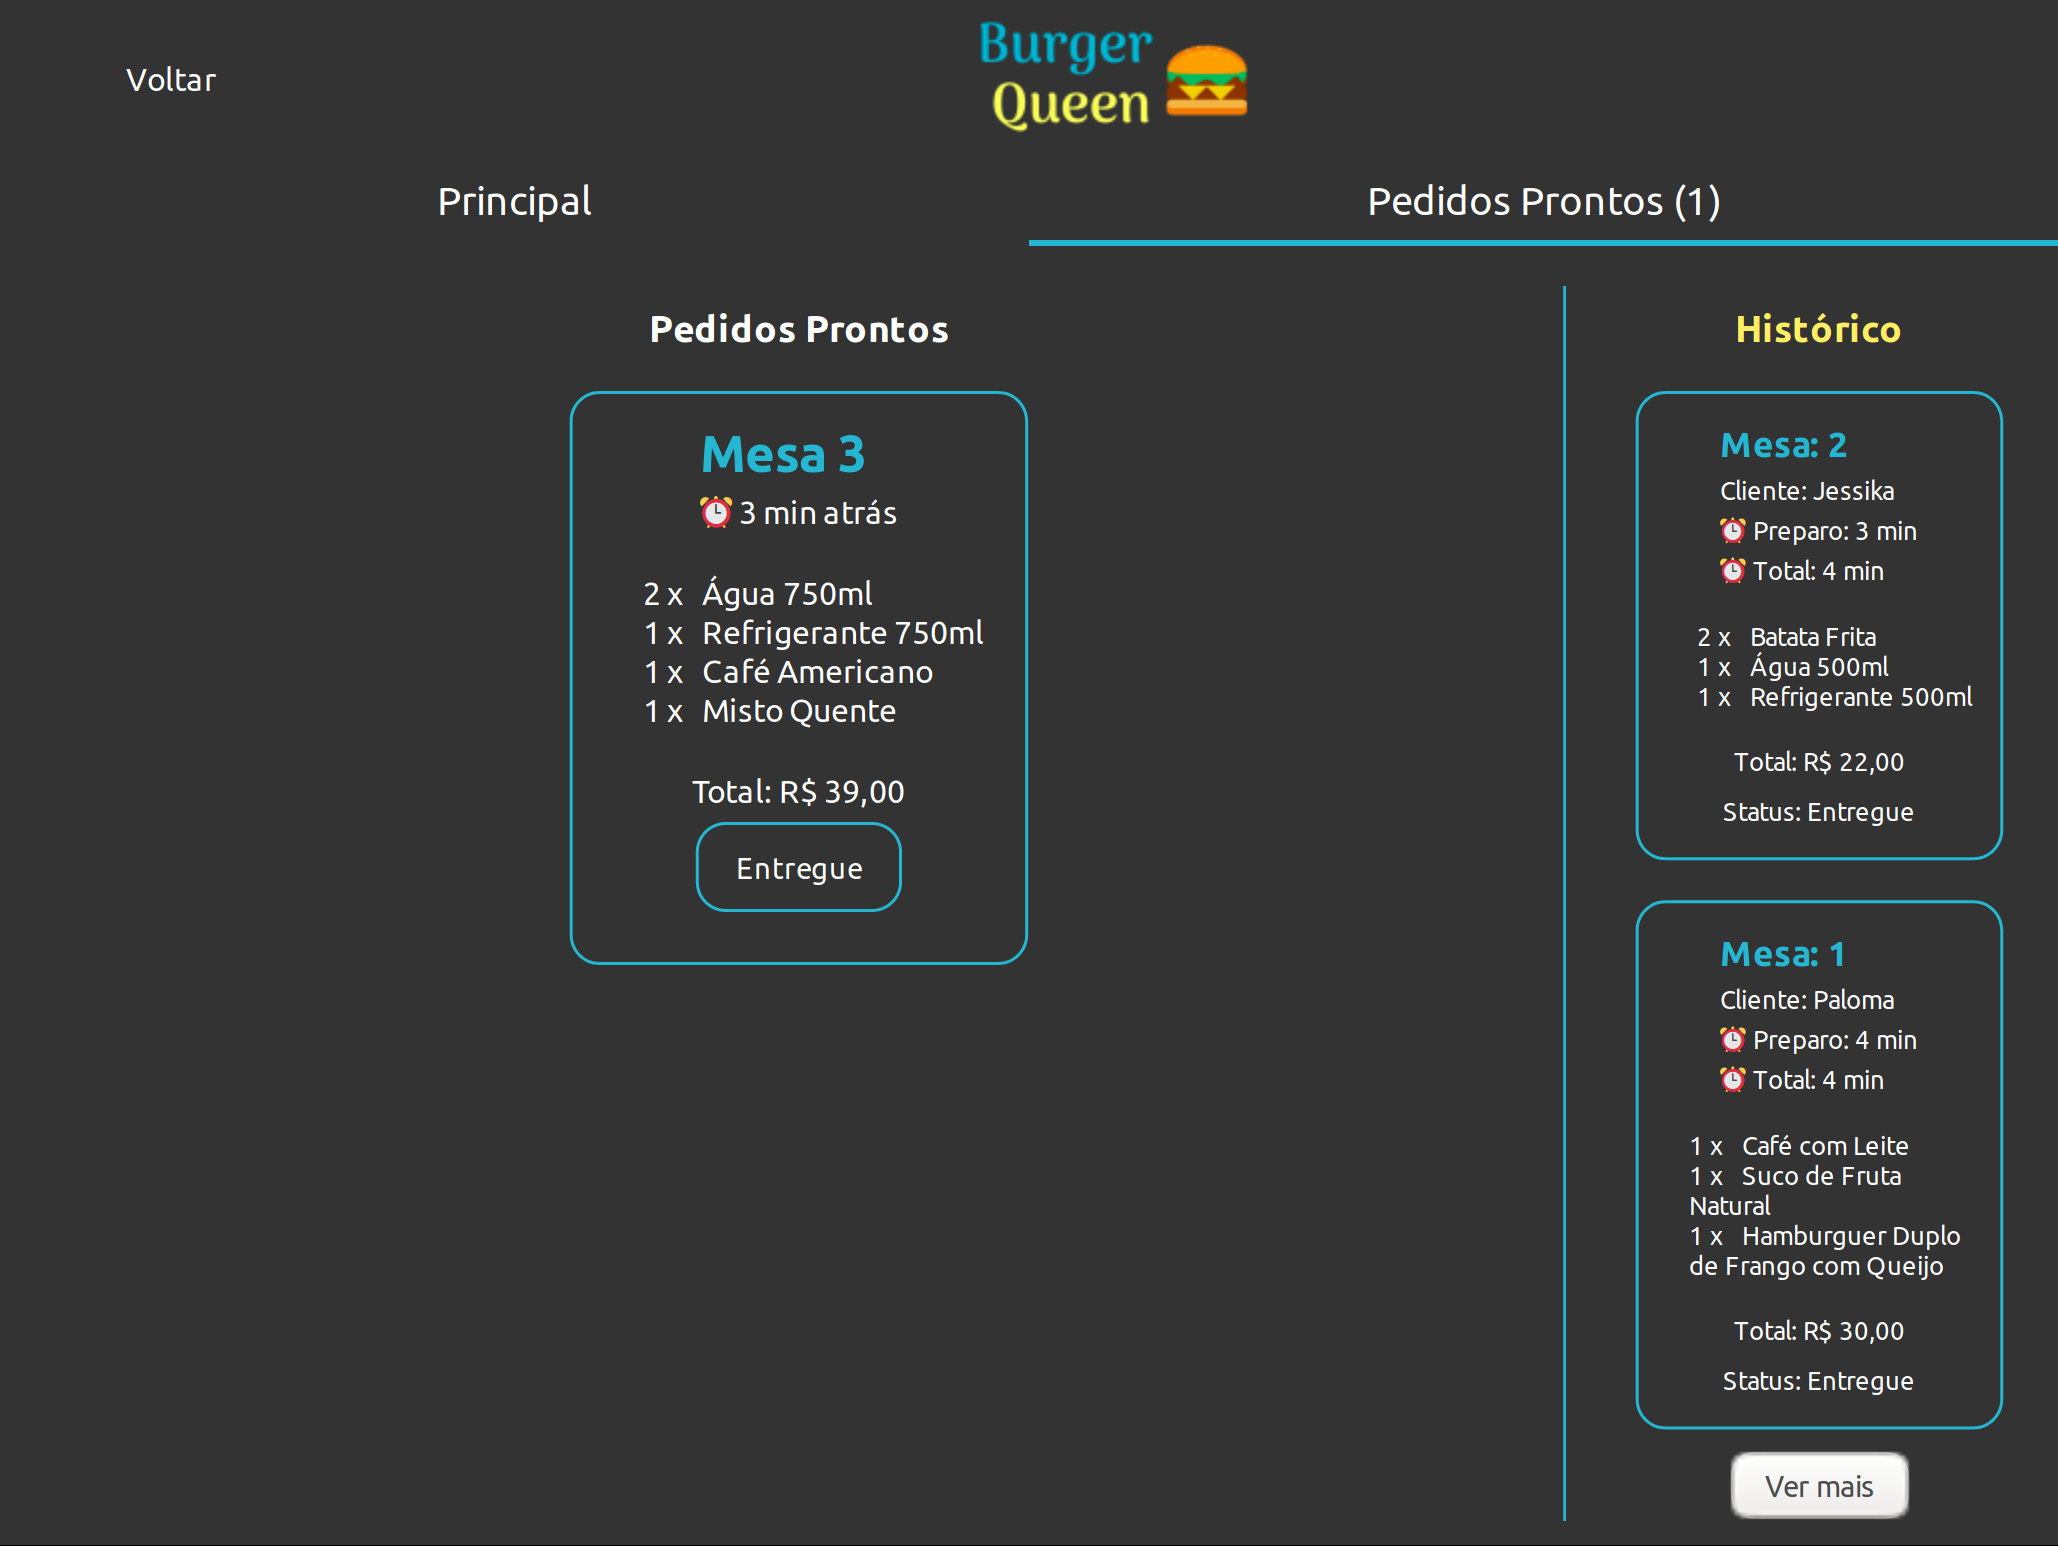 Voltar
Burger
Queen
Principal
Pedidos Prontos (1)
Pedidos Prontos
Mesa 3
3 min atrás
2 x Água 750ml
1 x Refrigerante 750ml
1 x Café Americano
1 x Misto Quente
Total: R$ 39,00
Entregue
Histórico
Mesa: 2
Cliente: Jessika
Preparo: 3 min
Total: 4 min
2 x Batata Frita
1 x Água 500ml
1 x Refrigerante 500ml
Total: R$ 22,00
Status: Entregue
Mesa: 1
Cliente: Paloma
Preparo: 4 min
Total: 4 min
1 x Café com Leite
1 x Suco de Fruta
Natural
1 x Hamburguer Duplo
de Frango com Queijo
Total: R$ 30,00
Status: Entregue
Ver mais